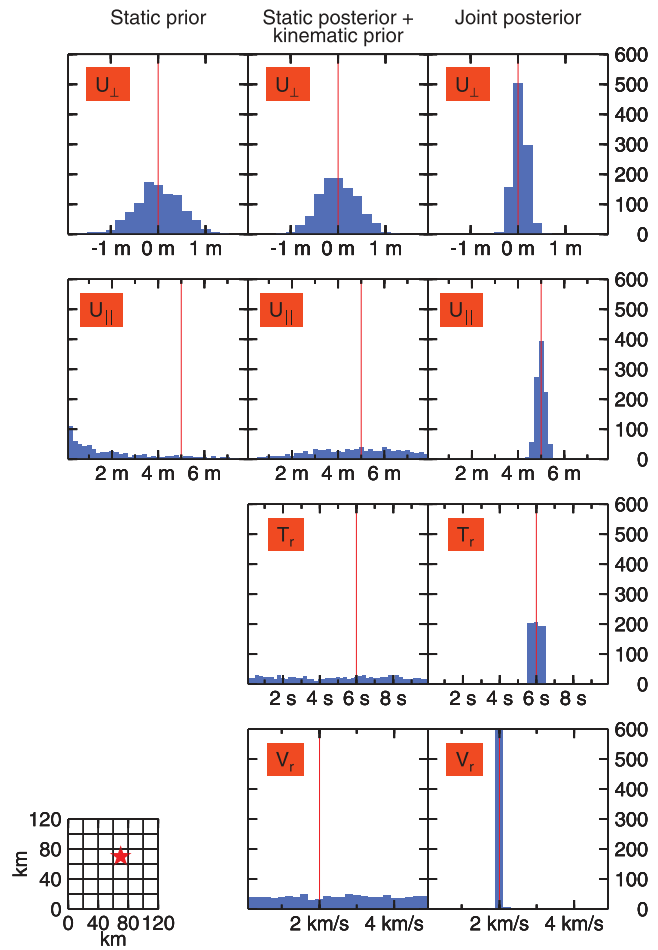 Static prior
Static posterior +
kinematic prior
Joint posterior
U⊥
U⊥
U⊥
600
500
400
300
200
100
0
-1 m 0 m 1 m
-1 m 0 m 1 m
-1 m 0 m 1 m
U||
U||
U||
600
500
400
300
200
100
0
2 m 4 m 6 m
2 m 4 m 6 m
2 m 4 m 6 m
Tr
Tr
600
500
400
300
200
100
0
2 s 4 s 6 s 8 s
2 s 4 s 6 s 8 s
Vr
Vr
600
500
400
300
200
100
0
2 km/s 4 km/s
2 km/s 4 km/s
120
80
40
0
km
0 40 80 120
km